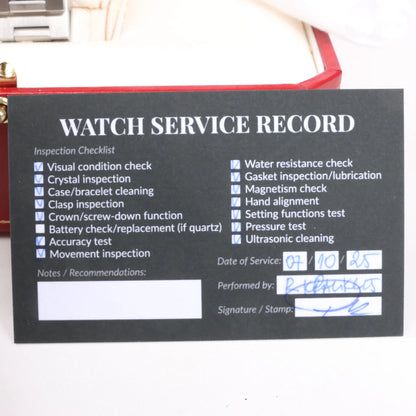 WATCH SERVICE RECORD
Inspection Checklist
Visual condition check
Crystal inspection
Case/bracelet cleaning
Clasp inspection
Crown/screw-down function
Battery check/replacement (if quartz)
Accuracy test
Movement inspection
Water resistance check
Gasket inspection/lubrication
Magnetism check
Hand alignment
Setting functions test
Pressure test
Ultrasonic cleaning
Notes / Recommendations:
Date of Service: 07 / 10 / 25
Performed by:
Signature / Stamp: